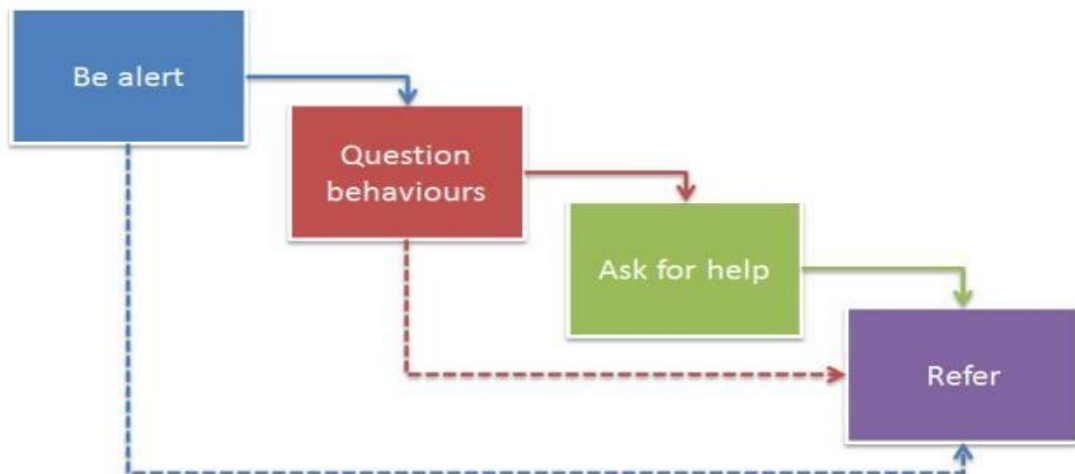 Be alert
Question
behaviours
Ask for help
Refer